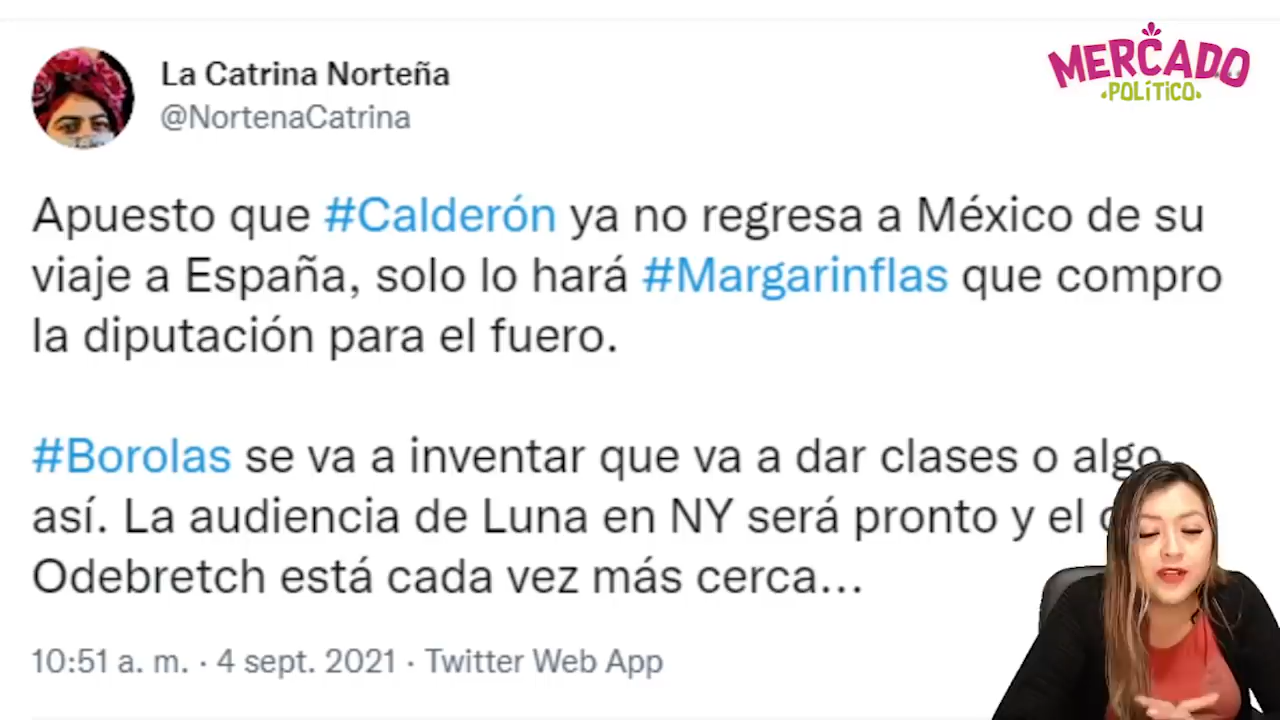 La Catrina Norteña
MERCADO
@NortenaCatrina
POLÍTICO
Apuesto que #Calderón ya no regresa a México de su
viaje a España, solo lo hará #Margarinflas que compro
la diputación para el fuero.
#Borolas se va a inventar que va a dar clases o algo
así. La audiencia de Luna en NY será pronto y el
Odebretch está cada vez más cerca...
10:51 a. m. · 4 sept. 2021 · Twitter Web App